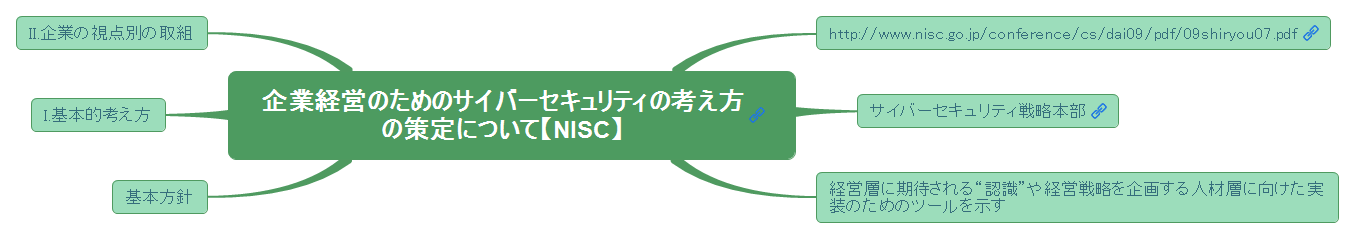 企業経営のためのサイバーセキュリティの考え方
の策定について【NISC】
http://www.nisc.go.jp/conference/cs/dai09/pdf/09shiryou07.pdf
サイバーセキュリティ戦略本部
経営層に期待される“認識”や経営戦略を企画する人材層に向けた実
装のためのツールを示す
基本方針
I.基本的考え方
II.企業の視点別の取組